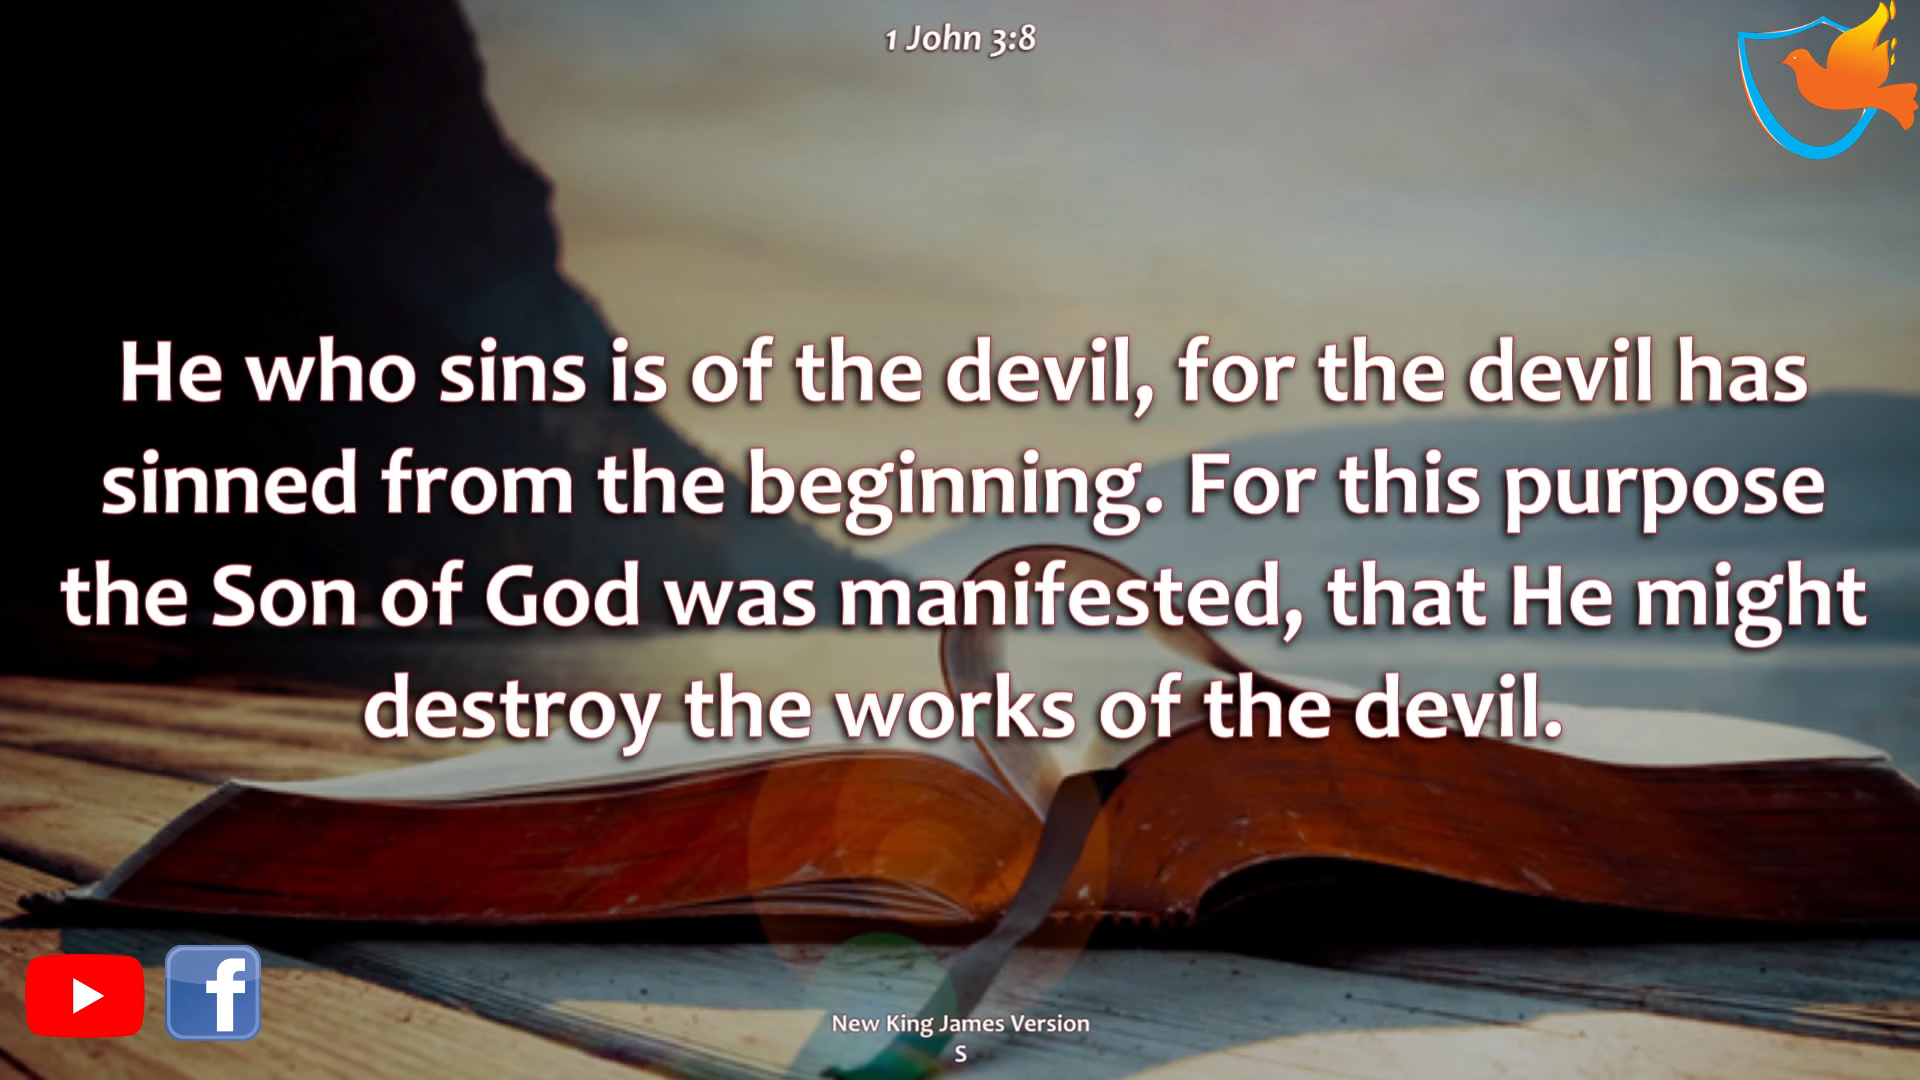 1 John 3:8
He who sins is of the devil, for the devil has
sinned from the beginning. For this purpose
the Son of God was manifested, that He might
destroy the works of the devil.
New King James Version
S